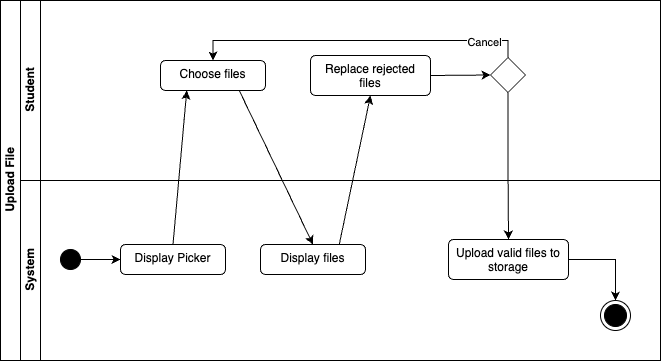 Upload File
Student
System
Cancel
Choose files
Replace rejected
files
Display Picker
Display files
Upload valid files to
storage